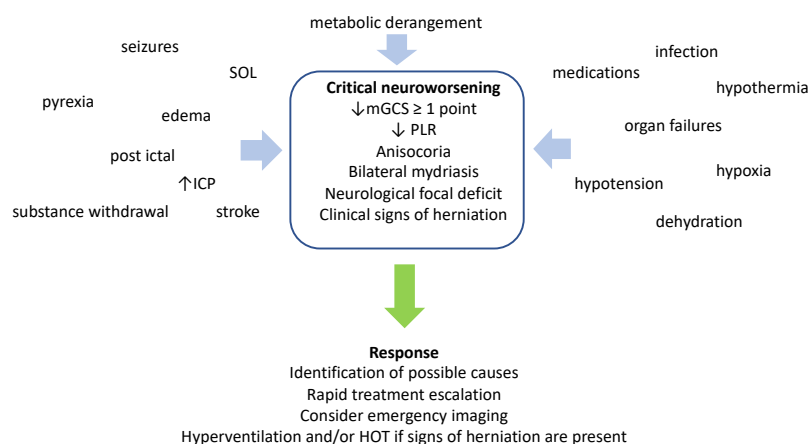 metabolic derangement
seizures
SOL
pyrexia
edema
post ictal
↑ICP
substance withdrawal
stroke
Critical neuroworsening
↓mGCS ≥ 1 point
↓ PLR
Anisocoria
Bilateral mydriasis
Neurological focal deficit
Clinical signs of herniation
infection
medications
hypothermia
organ failures
hypoxia
hypotension
dehydration
Response
Identification of possible causes
Rapid treatment escalation
Consider emergency imaging
Hyperventilation and/or HOT if signs of herniation are present